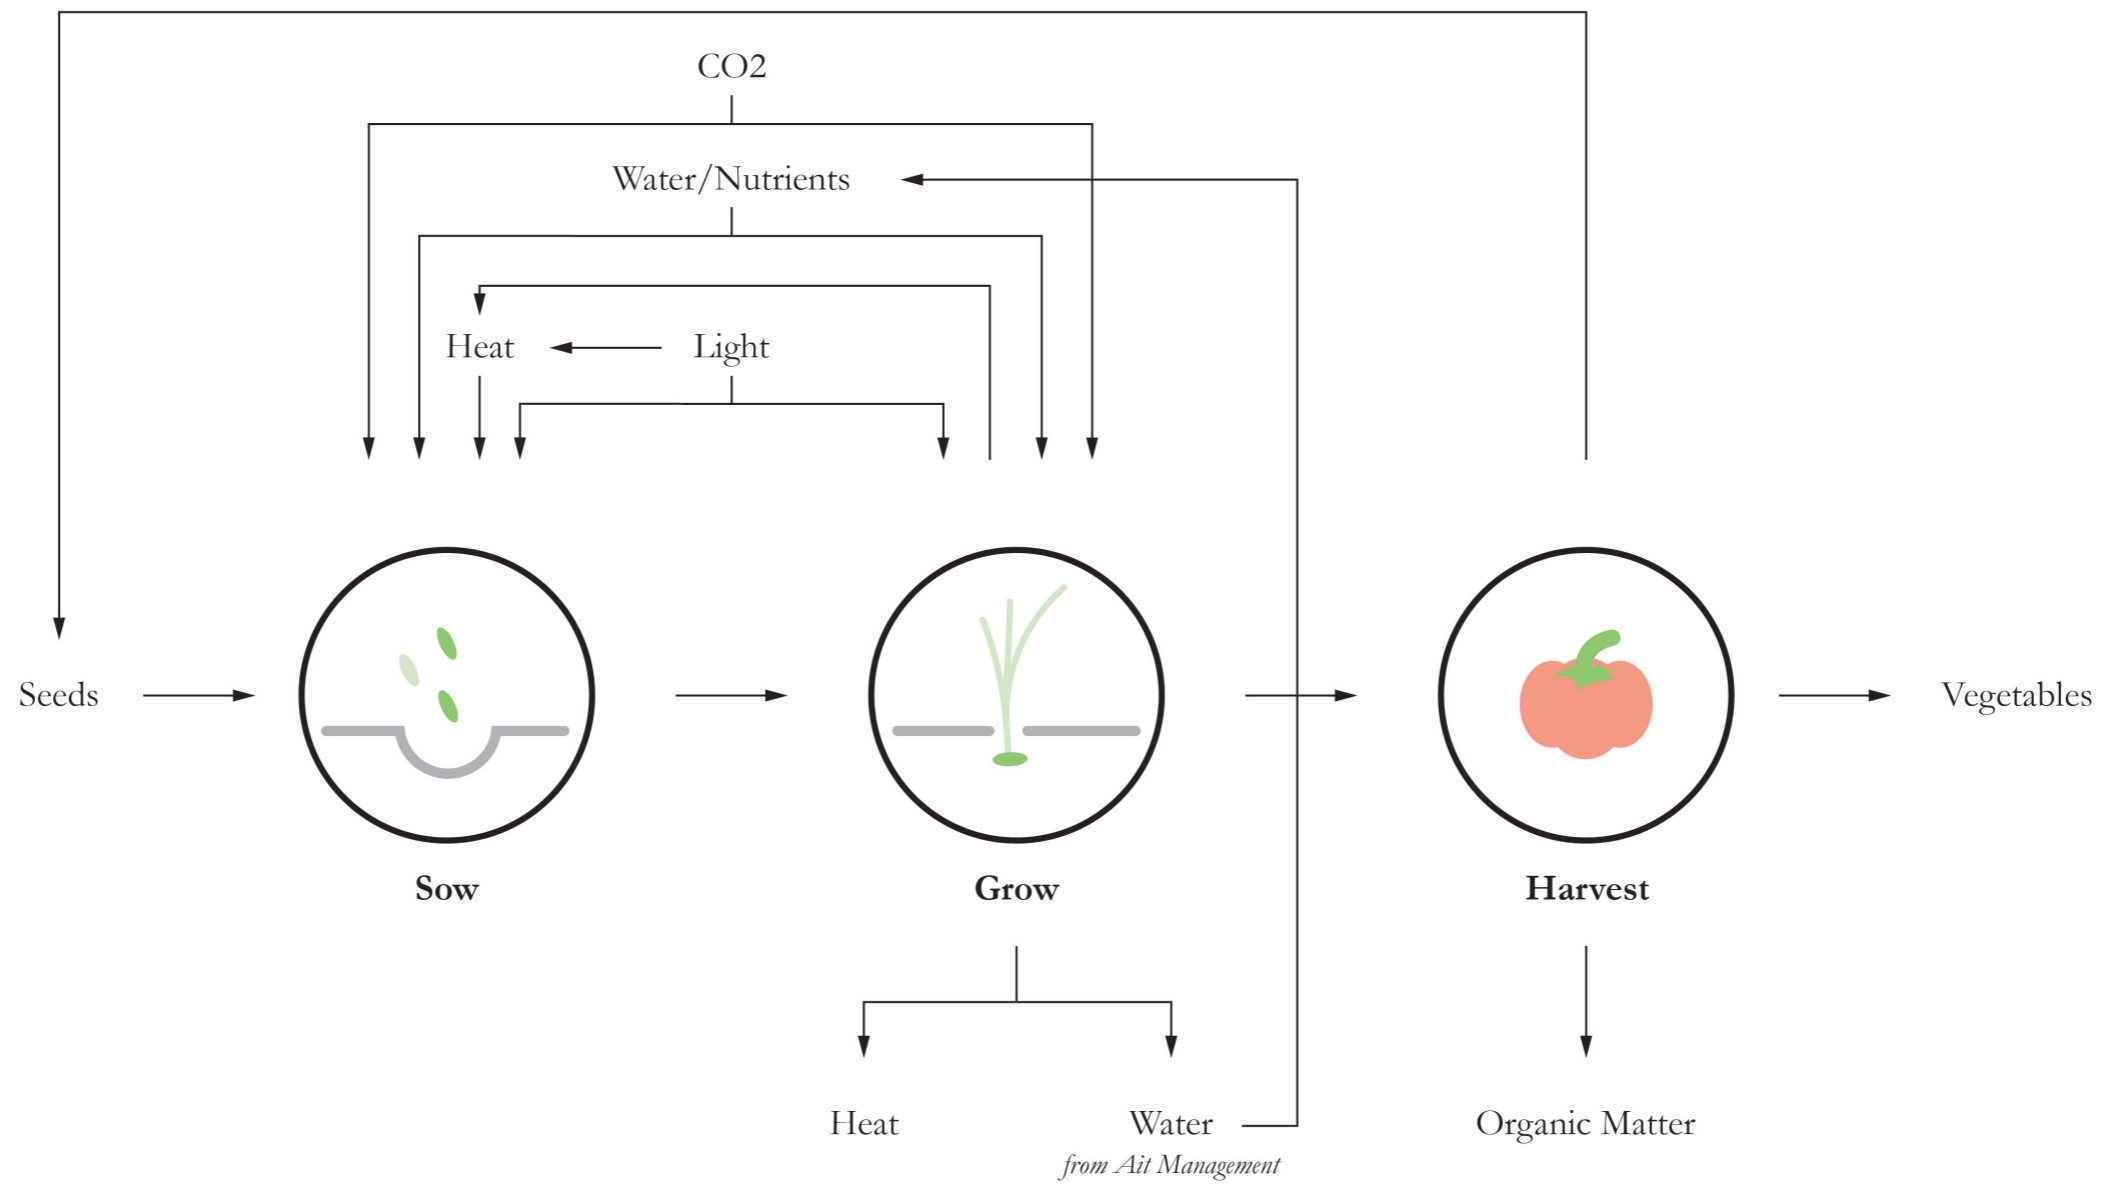 CO2
Water/Nutrients
Heat
Light
Seeds
Vegetables
Sow
Grow
Harvest
Heat
Water
Organic Matter
from Ait Management